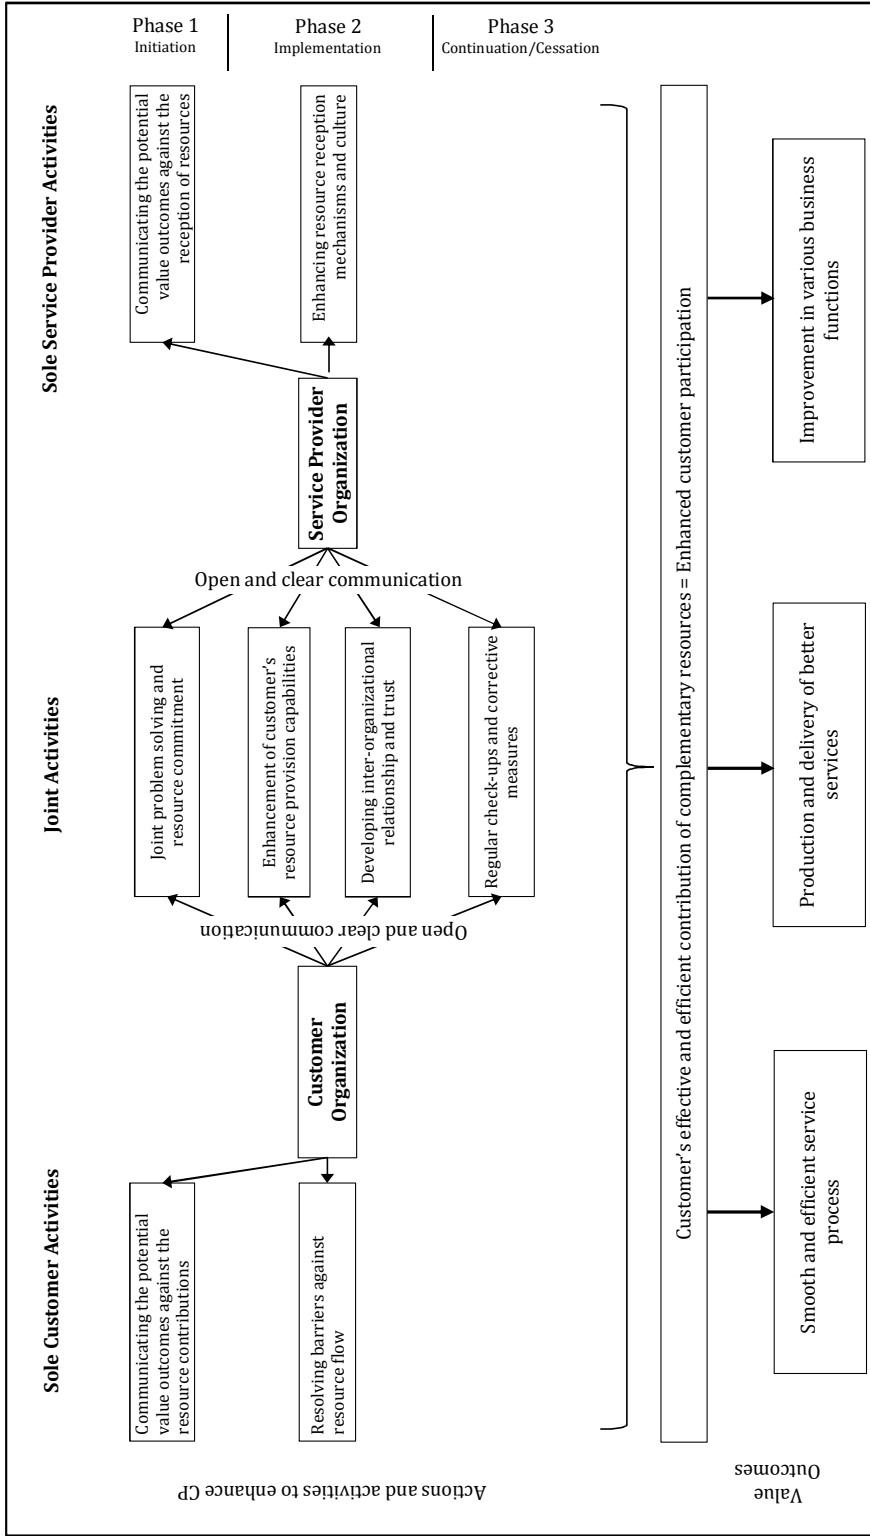 Sole Customer Activities
Joint Activities
Sole Service Provider Activities
Phase 1
Initiation
Phase 2
Implementation
Phase 3
Continuation/Cessation
Actions and activities to enhance CP
Communicating the potential
value outcomes against the
resource contributions
Resolving barriers against
resource flow
Customer
Organization
Open and clear communication
Joint problem solving and
resource commitment
Enhancement of customer's
resource provision capabilities
Developing inter-organizational
relationship and trust
Regular check-ups and corrective
measures
Open and clear communication
Service Provider
Organization
Communicating the potential
value outcomes against the
reception of resources
Enhancing resource reception
mechanisms and culture
Customer's effective and efficient contribution of complementary resources = Enhanced customer participation
Value
Outcomes
Smooth and efficient service
process
Production and delivery of better
services
Improvement in various business
functions